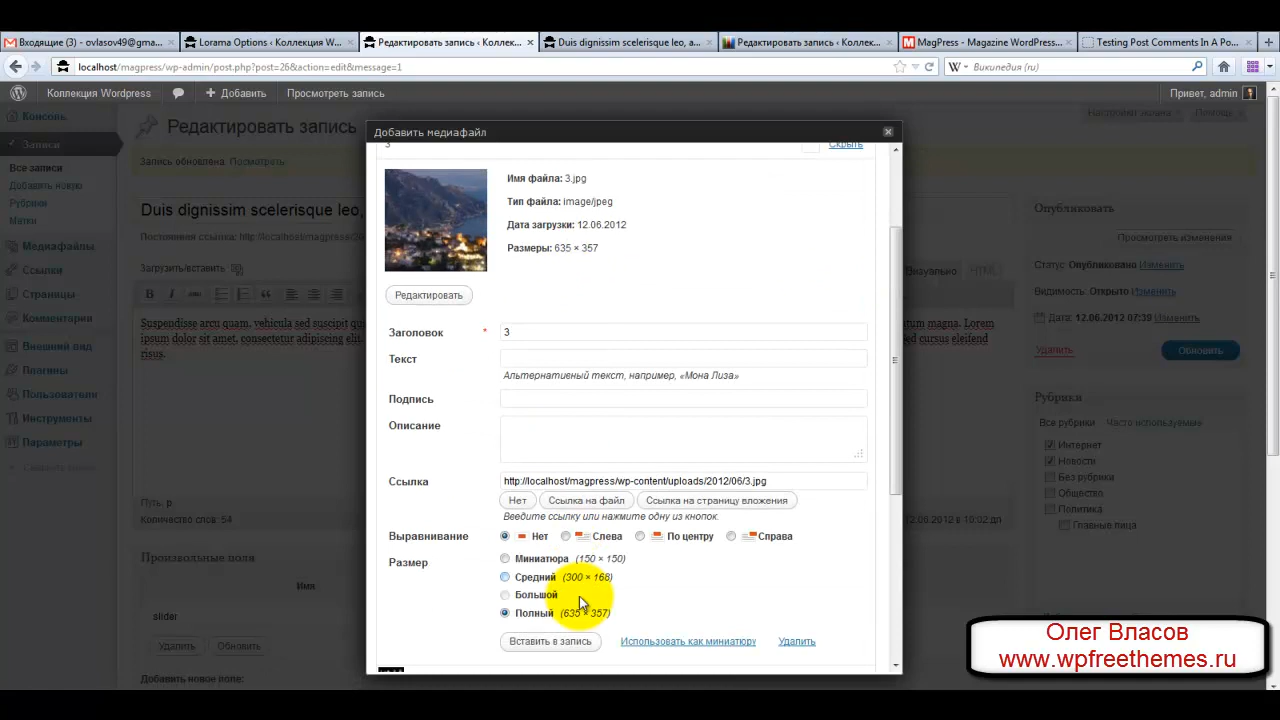 Входящие (3) - ovlasov49@gma...
Lorama Options ‹ Коллекция W...
Редактировать запись ‹ Коллек...
Duis dignissim scelerisque leo, a...
Редактировать запись ‹ Коллек...
MagPress - Magazine WordPress...
Testing Post Comments In A Po...
localhost/magpress/wp-admin/post.php?post=26&action=edit&message=1
Википедия (ru)
Коллекция Wordpress
Добавить
Просмотреть запись
Привет, admin
Консоль
Записи
Все записи
Добавить новую
Рубрики
Метки
Медиафайлы
Ссылки
Страницы
Комментарии
Внешний вид
Плагины
Пользователи
Инструменты
Параметры
Свернуть меню
Редактировать запись
Настройки экрана
Помощь
Запись обновлена. Просмотреть
Duis dignissim scelerisque leo,
Постоянная ссылка: http://localhost/magpress/20
Загрузить/вставить
Визуально
HTML
Suspendisse arcu quam, vehicula sed suscipit qui
ipsum dolor sit amet, consectetur adipiscing elit.
risus.
tum magna. Lorem
sed cursus eleifend
Путь: p
Количество слов: 54
12.06.2012 в 10:02 дп
Произвольные поля
Имя
slider
Удалить
Обновить
Добавить новое поле:
Добавить медиафайл
3
Скрыть
Имя файла: 3.jpg
Тип файла: image/jpeg
Дата загрузки: 12.06.2012
Размеры: 635 × 357
Редактировать
Заголовок * 3
Текст
Альтернативный текст, например, «Мона Лиза»
Подпись
Описание
Ссылка http://localhost/magpress/wp-content/uploads/2012/06/3.jpg
Нет Ссылка на файл Ссылка на страницу вложения
Введите ссылку или нажмите одну из кнопок.
Выравнивание Нет Слева По центру Справа
Размер Миниатюра (150 × 150)
Средний (300 × 168)
Большой
Полный (635 × 357)
Вставить в запись Использовать как миниатюру Удалить
Опубликовать
Просмотреть изменения
Статус: Опубликована Изменить
Видимость: Открыто Изменить
Дата: 12.06.2012 07:39 Изменить
Удалить
Обновить
Рубрики
Все рубрики
Часто используемые
Интернет
Новости
Без рубрики
Общество
Политика
Главные лица
Олег Власов
www.wpfreethemes.ru